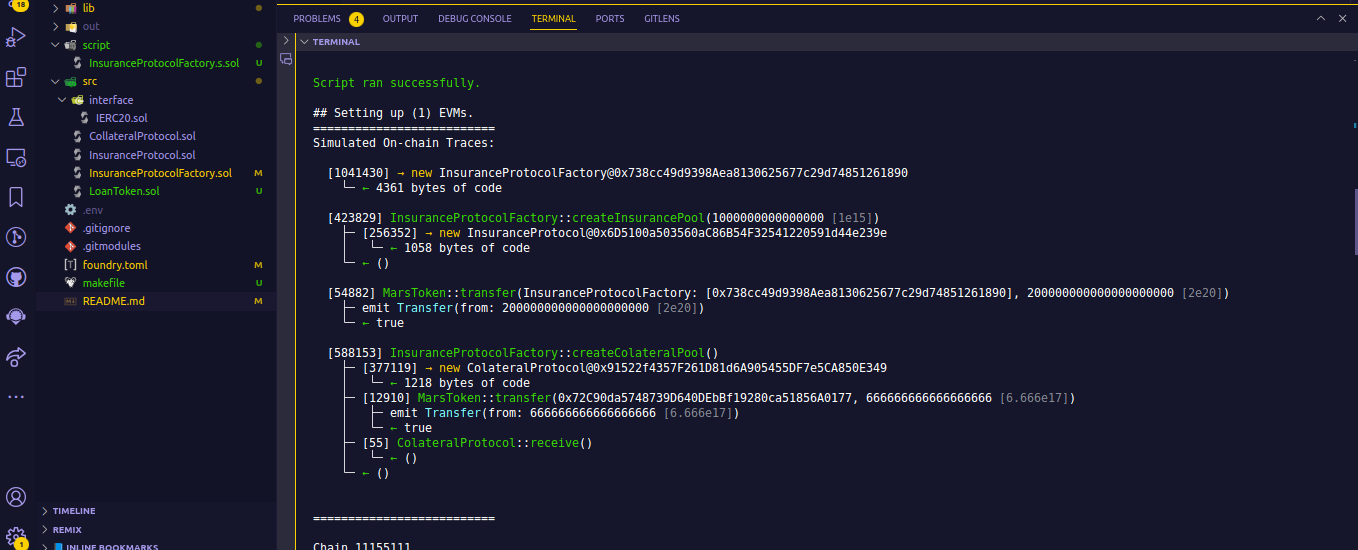 18
lib
out
script
InsuranceProtocolFactory.s.sol U
src
interface
IERC20.sol
CollateralProtocol.sol
InsuranceProtocol.sol
InsuranceProtocolFactory.sol M
LoanToken.sol U
.env
.gitignore
.gitmodules
foundry.toml M
makefile U
README.md M
TIMELINE
REMIX
INLINE BOOKMARKS
1
PROBLEMS 4 OUTPUT DEBUG CONSOLE TERMINAL PORTS GITLENS
TERMINAL
Script ran successfully.
## Setting up (1) EVMs.
==========================
Simulated On-chain Traces:
[1041430] → new InsuranceProtocolFactory@0x738cc49d9398Aea8130625677c29d74851261890
└─ ← 4361 bytes of code
[423829] InsuranceProtocolFactory::createInsurancePool(1000000000000000 [1e15])
├─ [256352] → new InsuranceProtocol@0x6D5100a503560aC86B54F32541220591d44e239e
│ └─ ← 1058 bytes of code
└─ ← ()
[54882] MarsToken::transfer(InsuranceProtocolFactory: [0x738cc49d9398Aea8130625677c29d74851261890], 200000000000000000000 [2e20])
├─ emit Transfer(from: 200000000000000000000 [2e20])
└─ ← true
[588153] InsuranceProtocolFactory::createColateralPool()
├─ [377119] → new ColateralProtocol@0x91522f4357F261D81d6A905455DF7e5CA850E349
│ └─ ← 1218 bytes of code
├─ [12910] MarsToken::transfer(0x72C90da5748739D640DEbBf19280ca51856A0177, 666666666666666666 [6.666e17])
│ ├─ emit Transfer(from: 666666666666666666 [6.666e17])
│ └─ ← true
├─ [55] ColateralProtocol::receive()
│ └─ ← ()
└─ ← ()
==========================
Chain 11155111